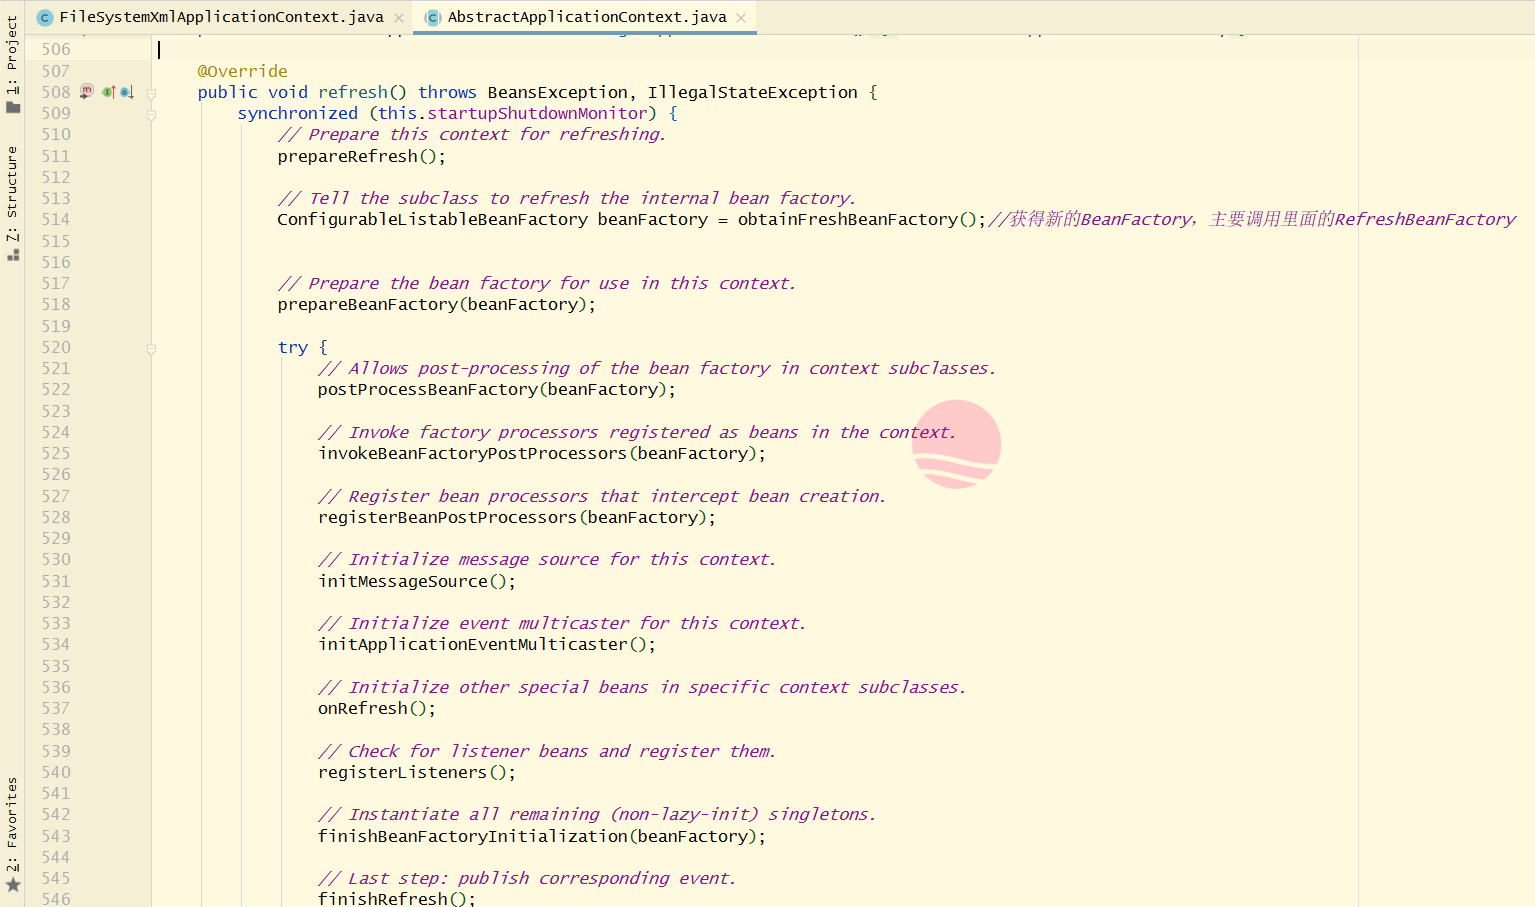 FileSystemXmlApplicationContext.java
AbstractApplicationContext.java
1: Project
7: Structure
2: Favorites
506
507 @Override
508 public void refresh() throws BeansException, IllegalStateException {
509 synchronized (this.startupShutdownMonitor) {
510 // Prepare this context for refreshing.
511 prepareRefresh();
512
513 // Tell the subclass to refresh the internal bean factory.
514 ConfigurableListableBeanFactory beanFactory = obtainFreshBeanFactory();//获得新的BeanFactory，主要调用里面的RefreshBeanFactory
515
516
517 // Prepare the bean factory for use in this context.
518 prepareBeanFactory(beanFactory);
519
520 try {
521 // Allows post-processing of the bean factory in context subclasses.
522 postProcessBeanFactory(beanFactory);
523
524 // Invoke factory processors registered as beans in the context.
525 invokeBeanFactoryPostProcessors(beanFactory);
526
527 // Register bean processors that intercept bean creation.
528 registerBeanPostProcessors(beanFactory);
529
530 // Initialize message source for this context.
531 initMessageSource();
532
533 // Initialize event multicaster for this context.
534 initApplicationEventMulticaster();
535
536 // Initialize other special beans in specific context subclasses.
537 onRefresh();
538
539 // Check for listener beans and register them.
540 registerListeners();
541
542 // Instantiate all remaining (non-lazy-init) singletons.
543 finishBeanFactoryInitialization(beanFactory);
544
545 // Last step: publish corresponding event.
546 finishRefresh();